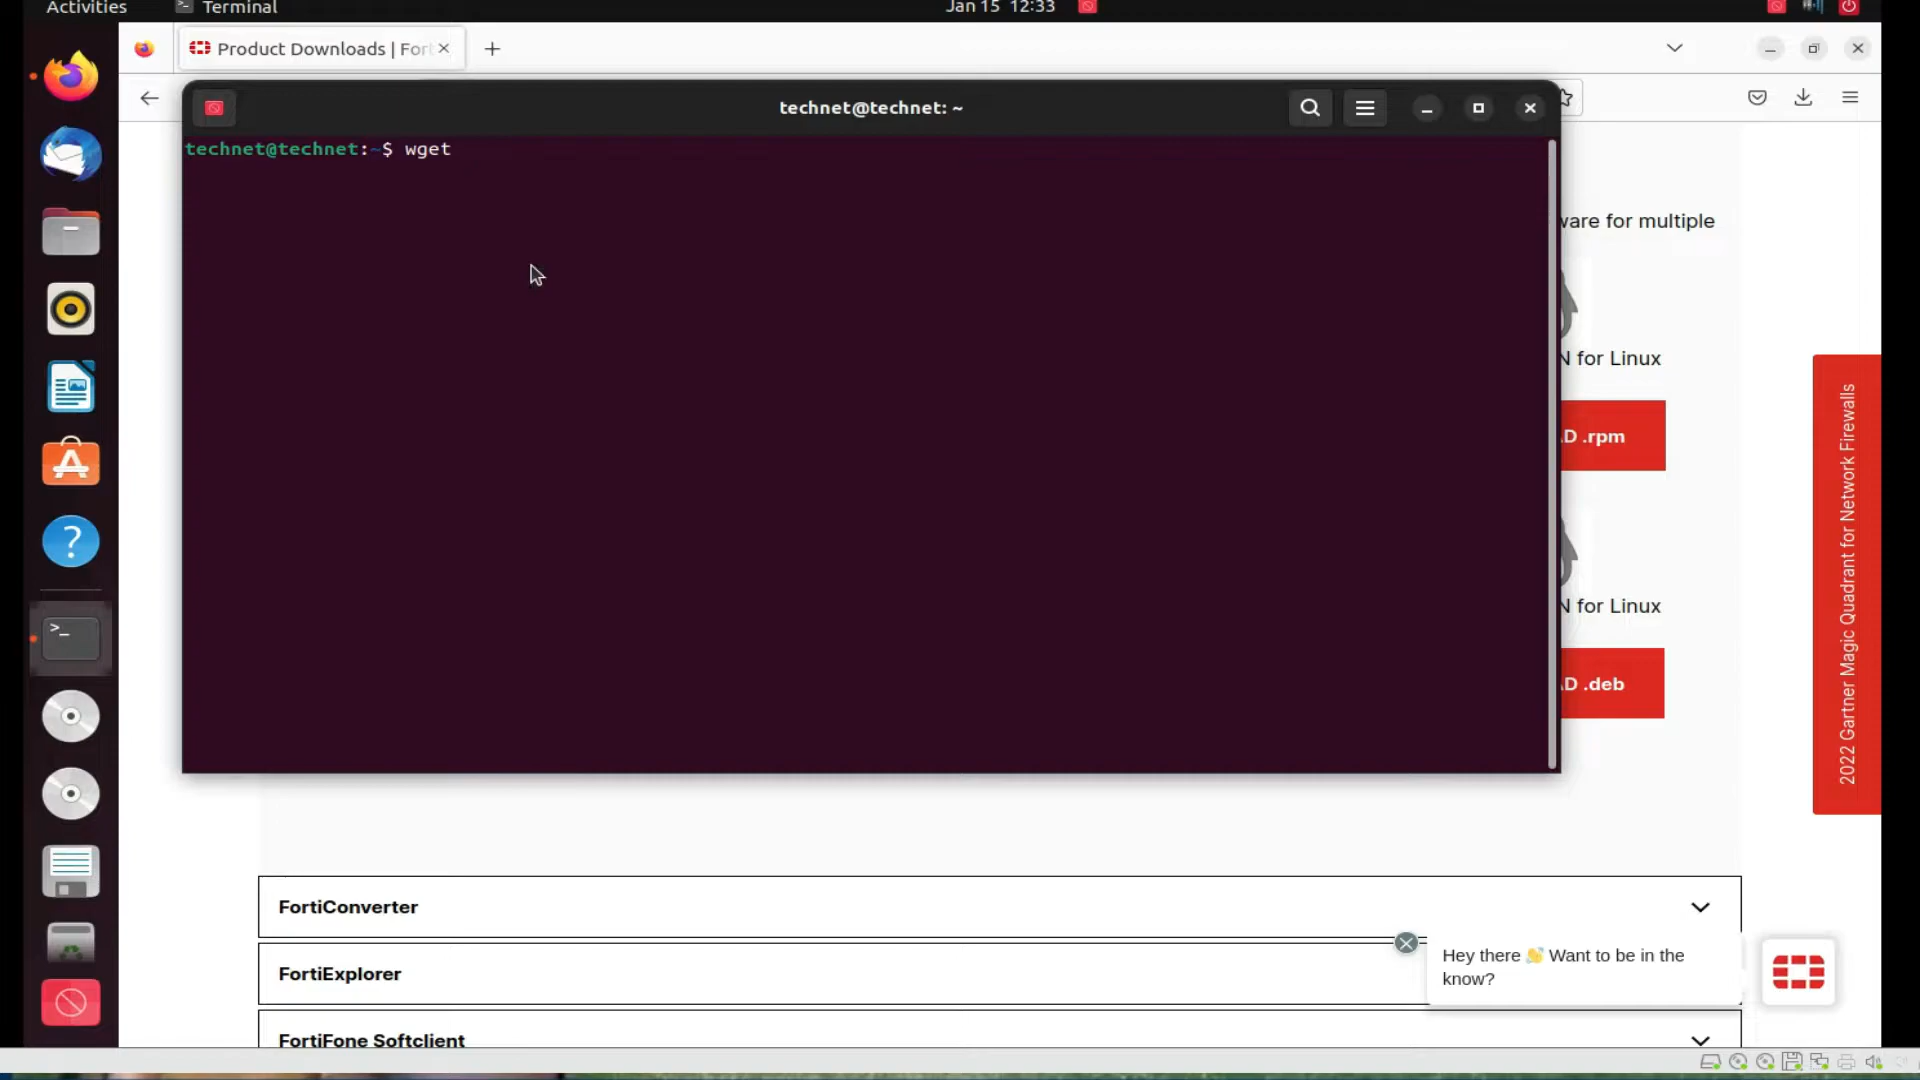 Activities
Terminal
Jan 15 12:33
Product Downloads | For
technet@technet: ~
technet@technet:~$ wget
ware for multiple
N for Linux
D .rpm
N for Linux
D .deb
2022 Gartner Magic Quadrant for Network Firewalls
FortiConverter
FortiExplorer
FortiFone Softclient
Hey there 👋 Want to be in the
know?